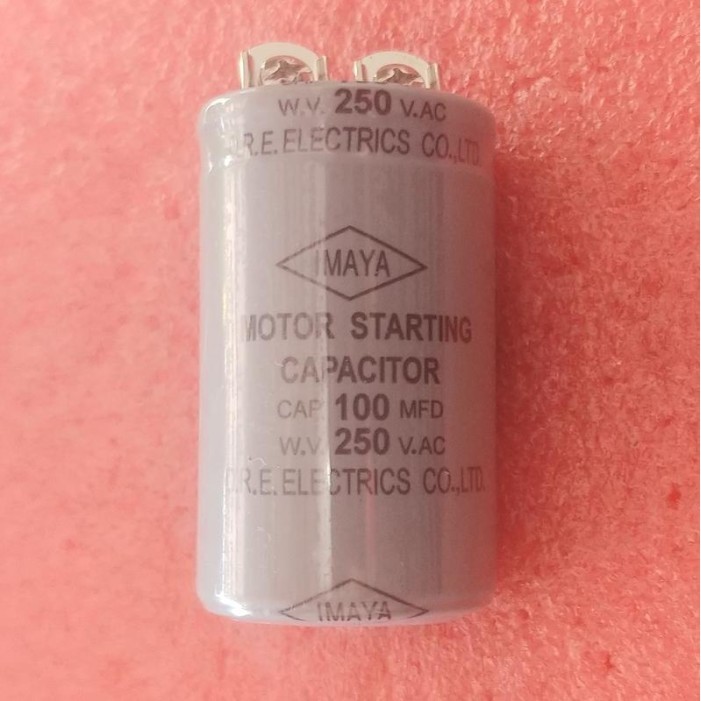 W.V. 250 V.AC
R.E. ELECTRICS CO.,LTD.
IMAYA
MOTOR STARTING
CAPACITOR
CAP. 100 MFD
W.V. 250 V.AC
R.E. ELECTRICS CO.,LTD.
IMAYA